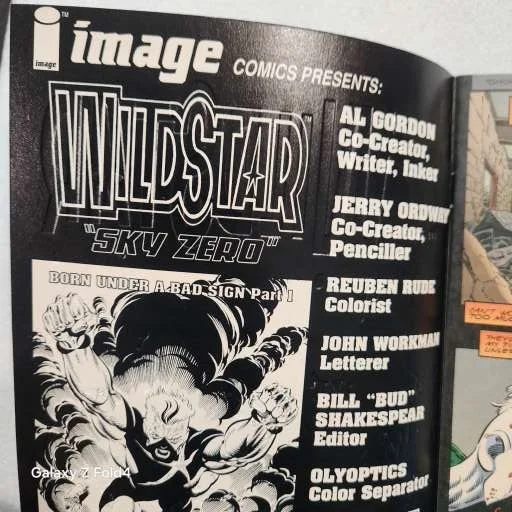 image
image COMICS PRESENTS:
WILDSTAR
"SKY ZERO"
BORN UNDER A BAD SIGN Part 1
AL GORDON
Co-Creator,
Writer, Inker
JERRY ORDWAY
Co-Creator,
Penciller
REUBEN RUDE
Colorist
JOHN WORKMAN
Letterer
BILL "BUD"
SHAKESPEAR
Editor
OLYOPTICS
Color Separator
Galaxy Z Fold4